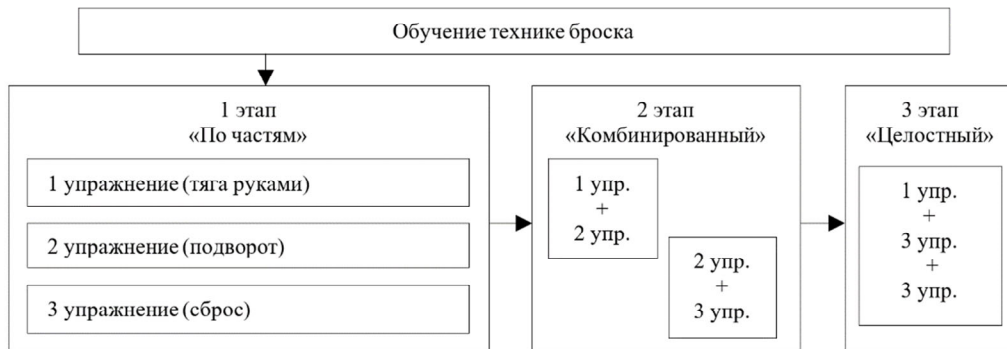 Обучение технике броска
1 этап
«По частям»
1 упражнение (тяга руками)
2 упражнение (подворот)
3 упражнение (сброс)
2 этап
«Комбинированный»
1 упр.
+
2 упр.
2 упр.
+
3 упр.
3 этап
«Целостный»
1 упр.
+
3 упр.
+
3 упр.